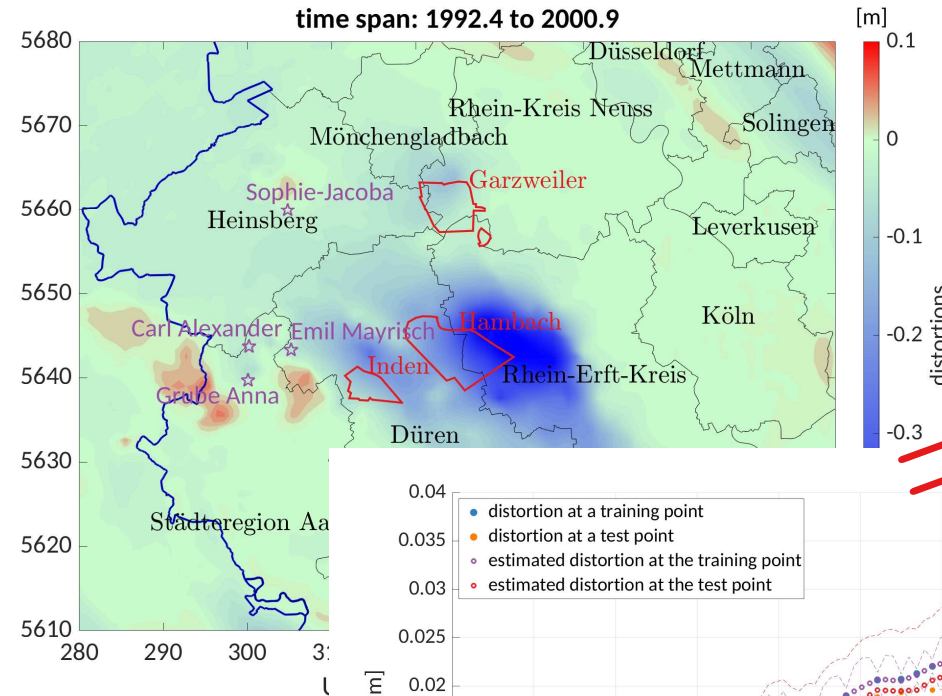 time span: 1992.4 to 2000.9
[m]
5680
5670
5660
5650
5640
5630
5620
5610
280
290
300
0.1
0
-0.1
-0.2
-0.3
distortions
Düsseldorf
Mettmann
Rhein-Kreis Neuss
Solingen
Mönchengladbach
Garzweiler
Sophie-Jacoba
Heinsberg
Leverkusen
Köln
Carl Alexander
Emil Mayrisch
Hambach
Inden
Rhein-Erft-Kreis
Grube Anna
Düren
Städteregion Aa
0.04
0.035
0.03
0.025
0.02
m]
distortion at a training point
distortion at a test point
estimated distortion at the training point
estimated distortion at the test point